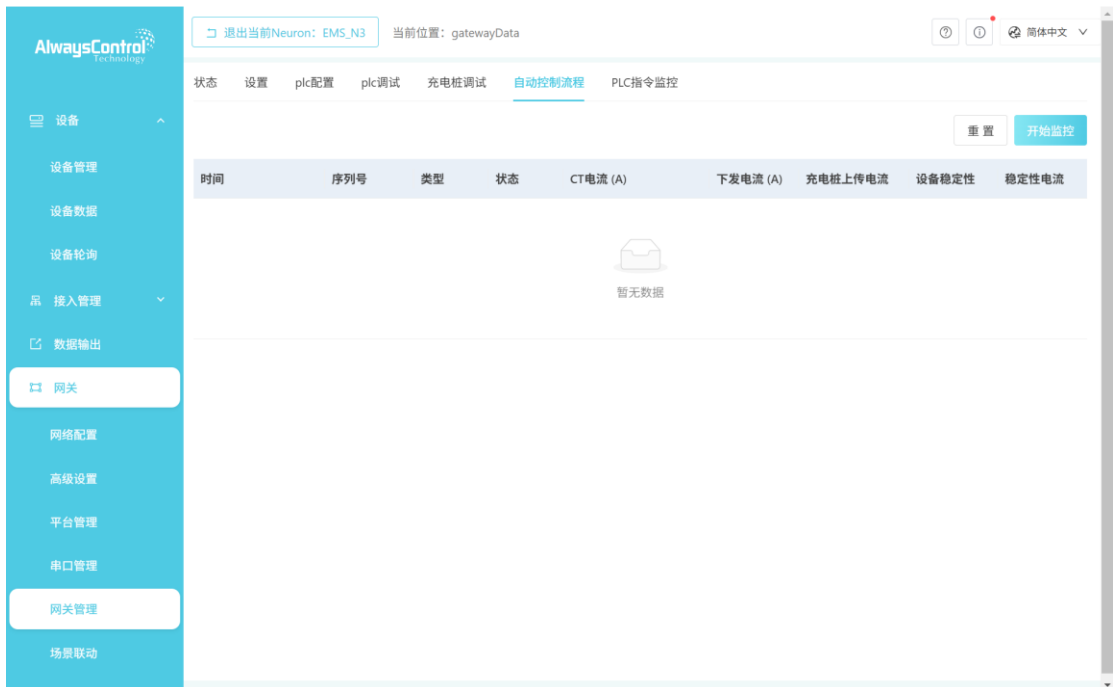 AlwaysControl
Technology
退出当前Neuron: EMS_N3
当前位置: gatewayData
简体中文
状态 设置 plc配置 plc调试 充电桩调试 自动控制流程 PLC指令监控
重 置
开始监控
时间 序列号 类型 状态 CT电流 (A) 下发电流 (A) 充电桩上传电流 设备稳定性 稳定性电流
暂无数据
设备
设备管理
设备数据
设备轮询
接入管理
数据输出
网关
网络配置
高级设置
平台管理
串口管理
网关管理
场景联动